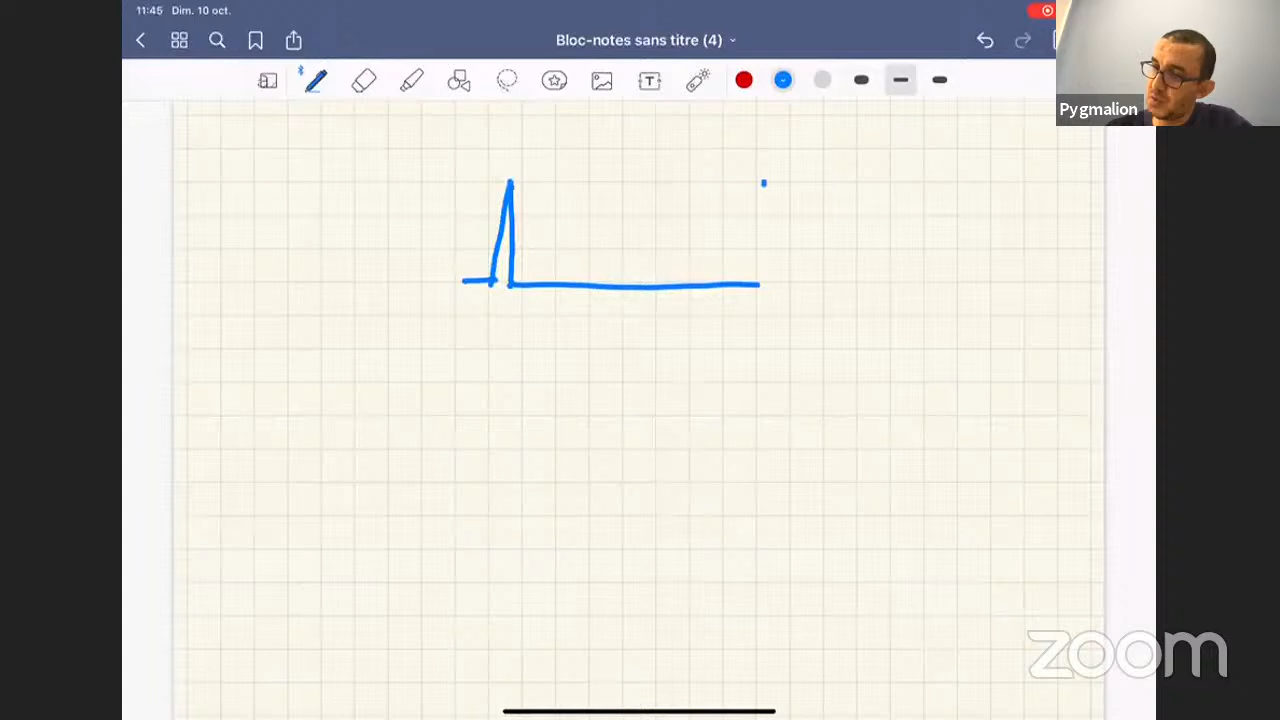 11:45 Dim. 10 oct.
Bloc-notes sans titre (4)
T
Pygmalion
zoom